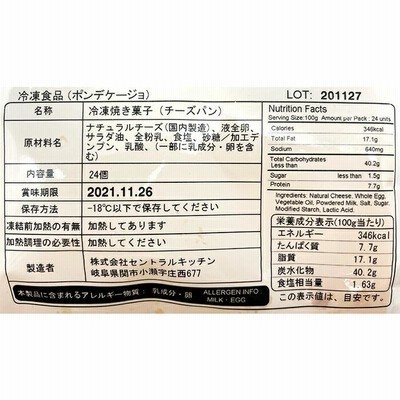 冷凍食品(ポンデケージョ)
LOT: 201127
名称
冷凍焼き菓子(チーズパン)
原材料名
ナチュラルチーズ(国内製造)、液全卵、
サラダ油、全粉乳、食塩、砂糖/加工デ
ンプン、乳酸、(一部に乳成分・卵を含
む)
内容量
24個
賞味期限
2021.11.26
保存方法
-18℃以下で保存してください
凍結前加熱の有無
加熱してあります
加熱調理の必要性
加熱してください
製造者
株式会社セントラルキッチン
岐阜県関市小瀬字庄西677
本製品に含まれるアレルギー物質: 乳成分・卵
ALLERGEN INFO
MILK・EGG
Nutrition Facts
Serving Size:100g Amount per Pack : 24 units
Calories 346kcal
Total Fat 17.1g
Sodium 640mg
Total Carbohydrates
Less than 40.2g
Sugar less than 1.5g
Protein 7.7g
Ingredients : Natural Cheese, Whole Egg,
Vegetable Oil, Powdered Milk, Salt, Sugar,
Modified Starch, Lactic Acid.
栄養成分表示(100g当たり)
エネルギー 346kcal
たんぱく質 7.7g
脂質 17.1g
炭水化物 40.2g
食塩相当量 1.63g
この表示値は、目安です。